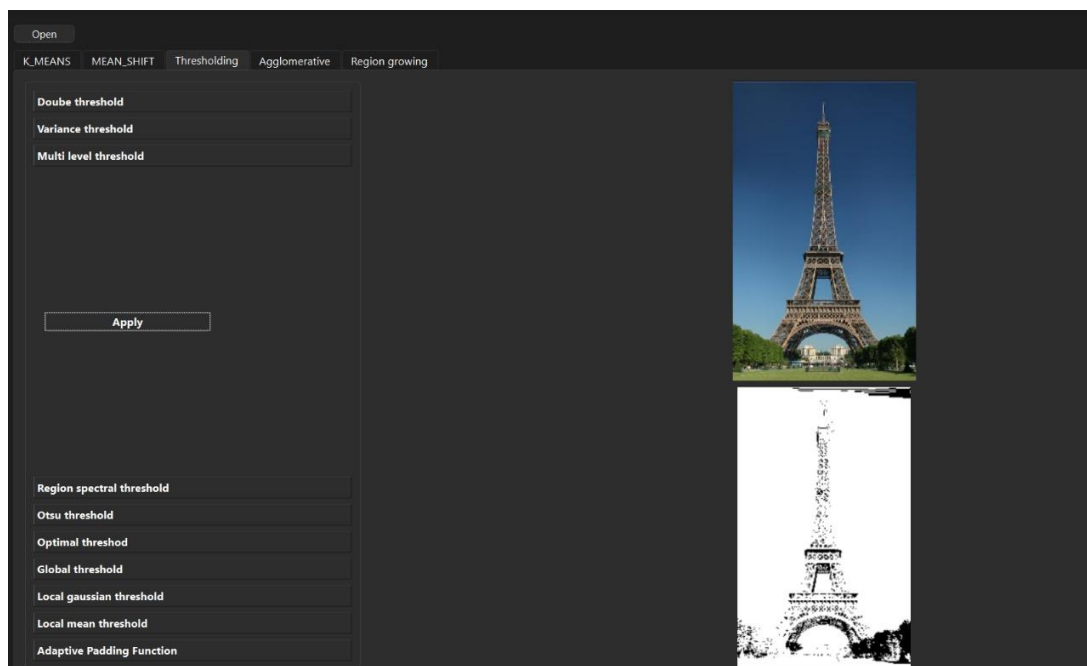 Open
K_MEANS MEAN_SHIFT Thresholding Agglomerative Region growing
Doube threshold
Variance threshold
Multi level threshold
Apply
Region spectral threshold
Otsu threshold
Optimal threshod
Global threshold
Local gaussian threshold
Local mean threshold
Adaptive Padding Function